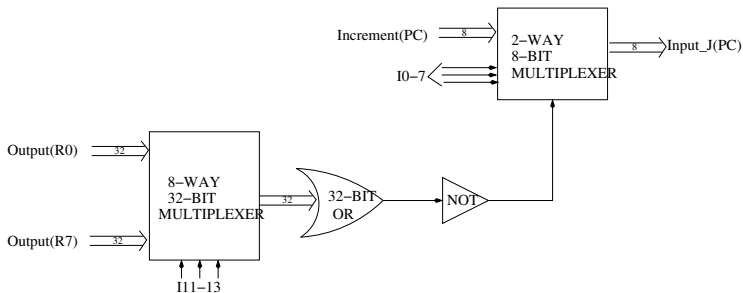 Increment(PC)
8
2−WAY
8−BIT
MULTIPLEXER
8
Input_J(PC)
I0−7
Output(R0)
32
8−WAY
32−BIT
MULTIPLEXER
32
32−BIT
OR
NOT
Output(R7)
32
I11−13